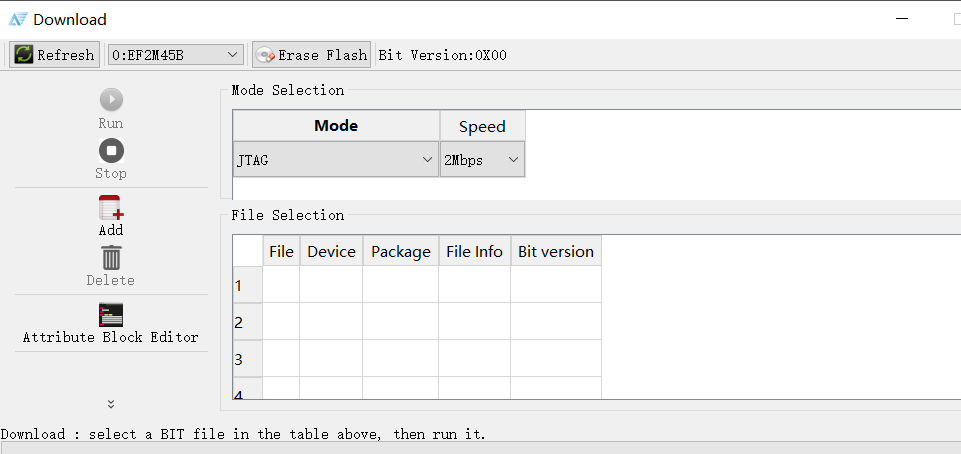 Download
Refresh 0:EF2M45B Erase Flash Bit Version:0X00
Run
Stop
Add
Delete
Attribute Block Editor
Mode Selection
Mode Speed
JTAG 2Mbps
File Selection
File Device Package File Info Bit version
1
2
3
4
Download : select a BIT file in the table above, then run it.